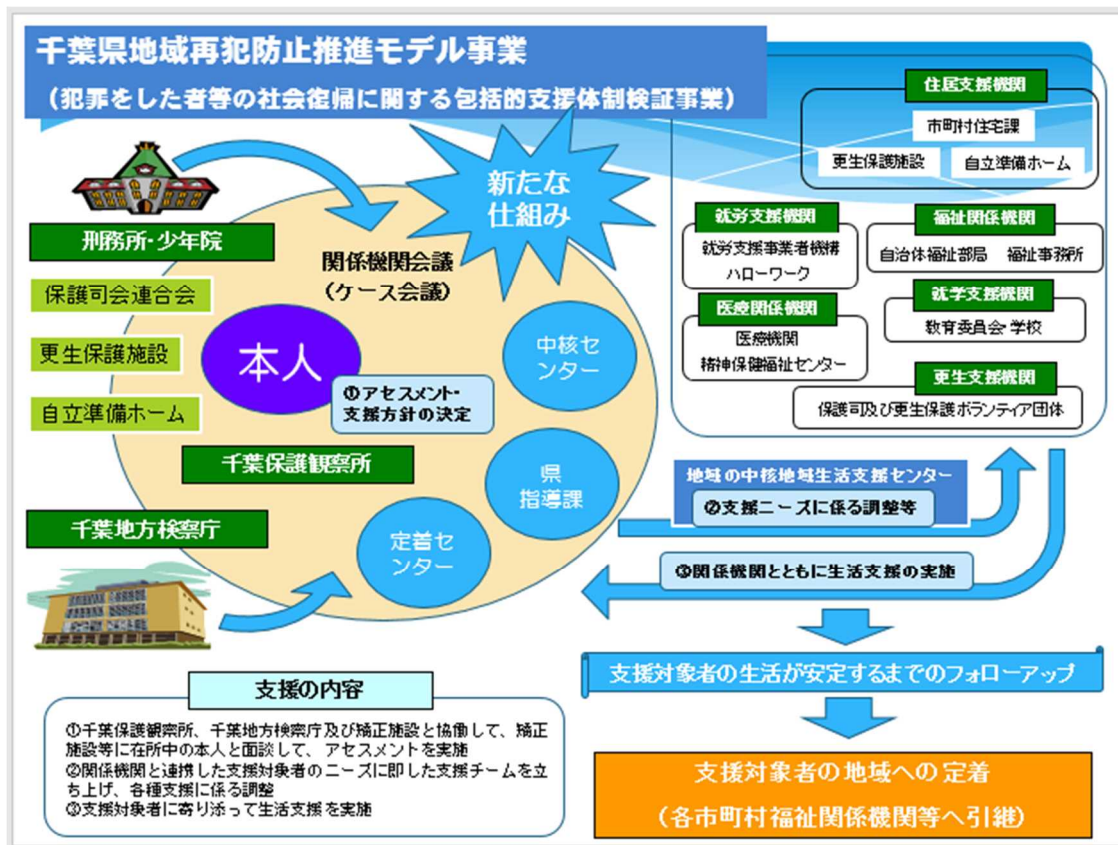 千葉県地域再犯防止推進モデル事業
（犯罪をした者等の社会復帰に関する包括的支援体制検証事業）
新たな
仕組み
刑務所・少年院
保護司会連合会
更生保護施設
自立準備ホーム
関係機関会議
（ケース会議）
本人
①アセスメント・
支援方針の決定
中核セ
ンター
県
指導課
定着セ
ンター
千葉保護観察所
千葉地方検察庁
住居支援機関
市町村住宅課
更生保護施設
自立準備ホーム
就労支援機関
就労支援事業者機構
ハローワーク
福祉関係機関
自治体福祉部局　福祉事務所
医療関係機関
医療機関
精神保健福祉センター
就学支援機関
教育委員会・学校
更生支援機関
保護司及び更生保護ボランティア団体
地域の中核地域生活支援センター
②支援ニーズに係る調整等
③関係機関とともに生活支援の実施
支援対象者の生活が安定するまでのフォローアップ
支援対象者の地域への定着
（各市町村福祉関係機関等へ引継）
支援の内容
①千葉保護観察所、千葉地方検察庁及び矯正施設と協働して、矯正
施設等に在所中の本人と面談して、アセスメントを実施
②関係機関と連携した支援対象者のニーズに即した支援チームを立
ち上げ、各種支援に係る調整
③支援対象者に寄り添って生活支援を実施